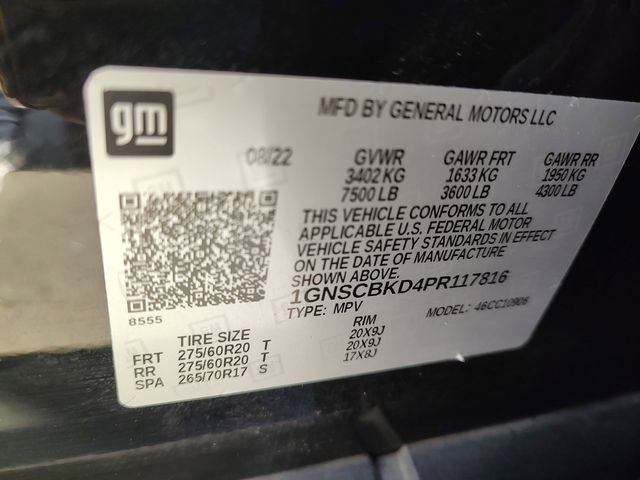 gm
MFD BY GENERAL MOTORS LLC
08/22 GVWR GAWR FRT GAWR RR
3402 KG 1633 KG 1950 KG
7500 LB 3600 LB 4300 LB
THIS VEHICLE CONFORMS TO ALL
APPLICABLE U.S. FEDERAL MOTOR
VEHICLE SAFETY STANDARDS IN EFFECT
ON THE DATE OF MANUFACTURE
SHOWN ABOVE.
1GNSCBKD4PR117816
TYPE: MPV MODEL: 46CC10906
8555
TIRE SIZE RIM
FRT 275/60R20 T 20X9J
RR 275/60R20 T 20X9J
SPA 265/70R17 S 17X8J